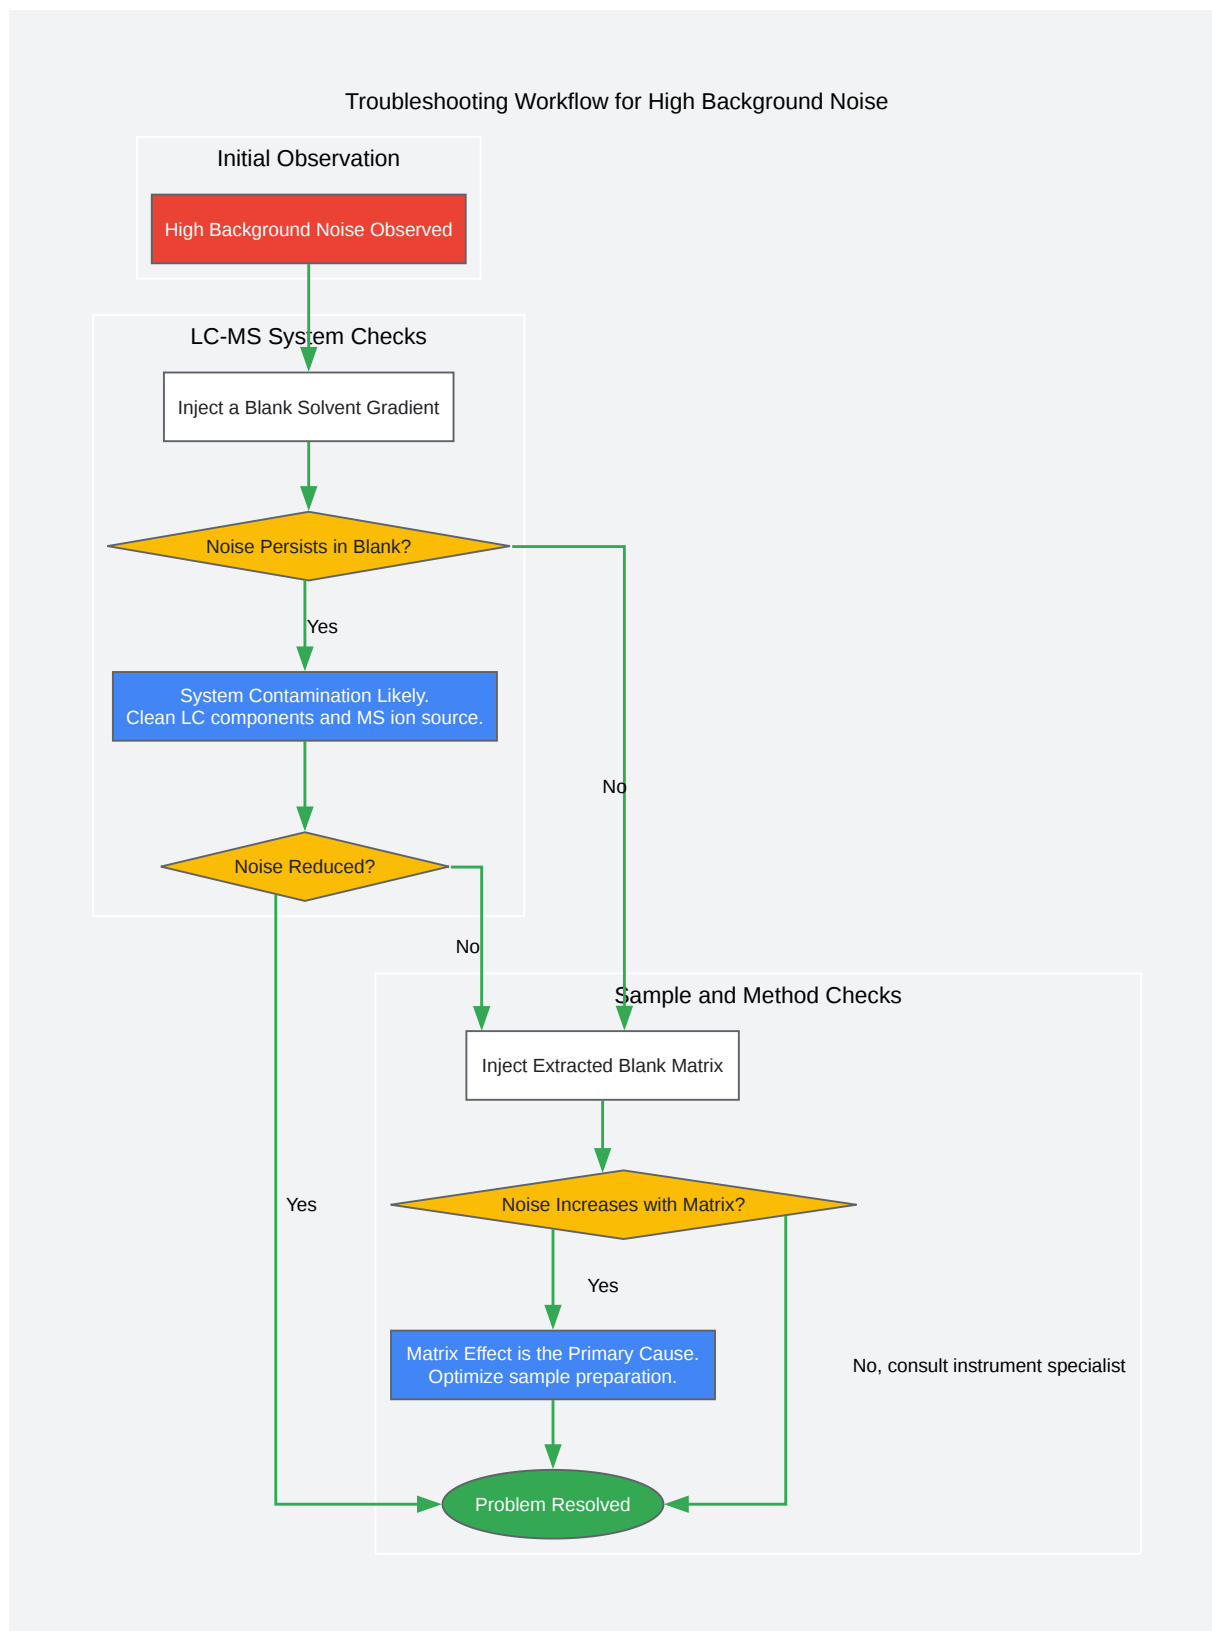 Troubleshooting Workflow for High Background Noise
Initial Observation
High Background Noise Observed
LC-MS System Checks
Inject a Blank Solvent Gradient
Noise Persists in Blank?
Yes
System Contamination Likely.
Clean LC components and MS ion source.
No
Noise Reduced?
No
Sample and Method Checks
Inject Extracted Blank Matrix
Yes
Noise Increases with Matrix?
Yes
Matrix Effect is the Primary Cause.
Optimize sample preparation.
No, consult instrument specialist
Problem Resolved